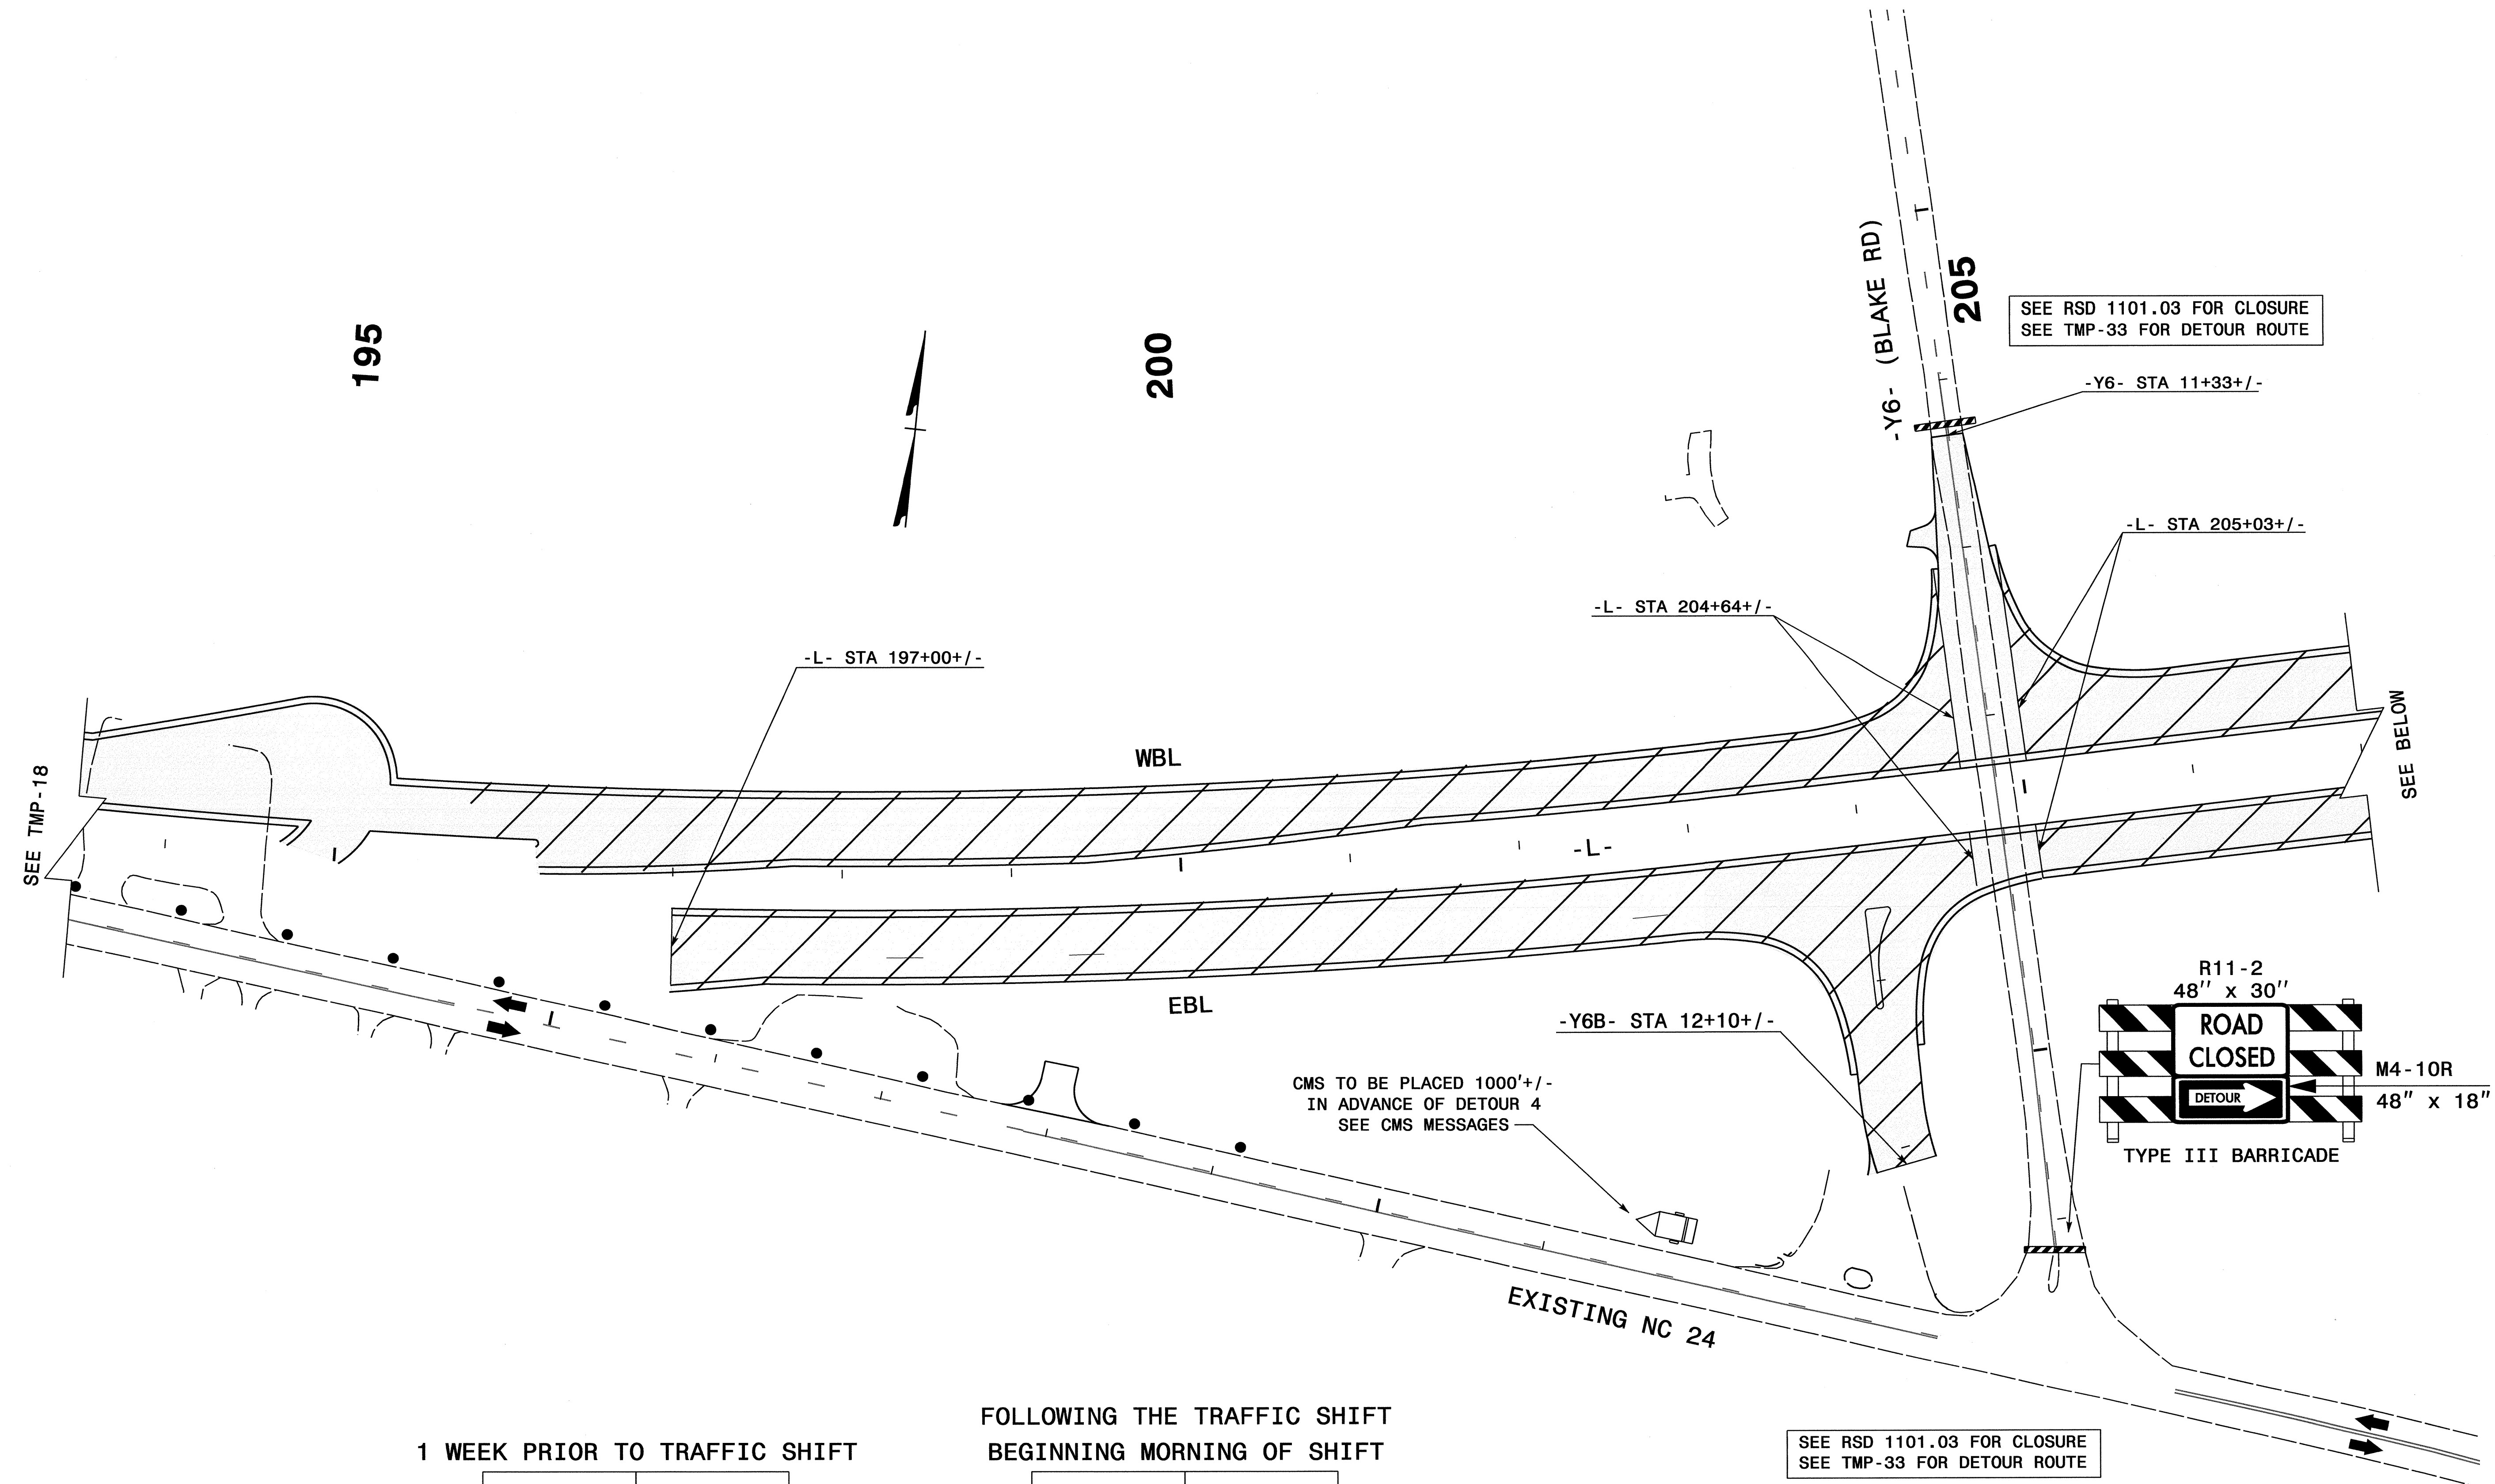 195
200
-Y6- (BLAKE RD)
205
SEE RSD 1101.03 FOR CLOSURE
SEE TMP-33 FOR DETOUR ROUTE
-Y6- STA 11+33+/-
-L- STA 205+03+/-
-L- STA 204+64+/-
-L- STA 197+00+/-
WBL
SEE TMP-18
-L-
SEE BELOW
EBL
-Y6B- STA 12+10+/-
CMS TO BE PLACED 1000'+/-
IN ADVANCE OF DETOUR 4
SEE CMS MESSAGES
R11-2
48" x 30"
ROAD
CLOSED
DETOUR
M4-10R
48" x 18"
TYPE III BARRICADE
EXISTING NC 24
1 WEEK PRIOR TO TRAFFIC SHIFT
FOLLOWING THE TRAFFIC SHIFT
BEGINNING MORNING OF SHIFT
SEE RSD 1101.03 FOR CLOSURE
SEE TMP-33 FOR DETOUR ROUTE